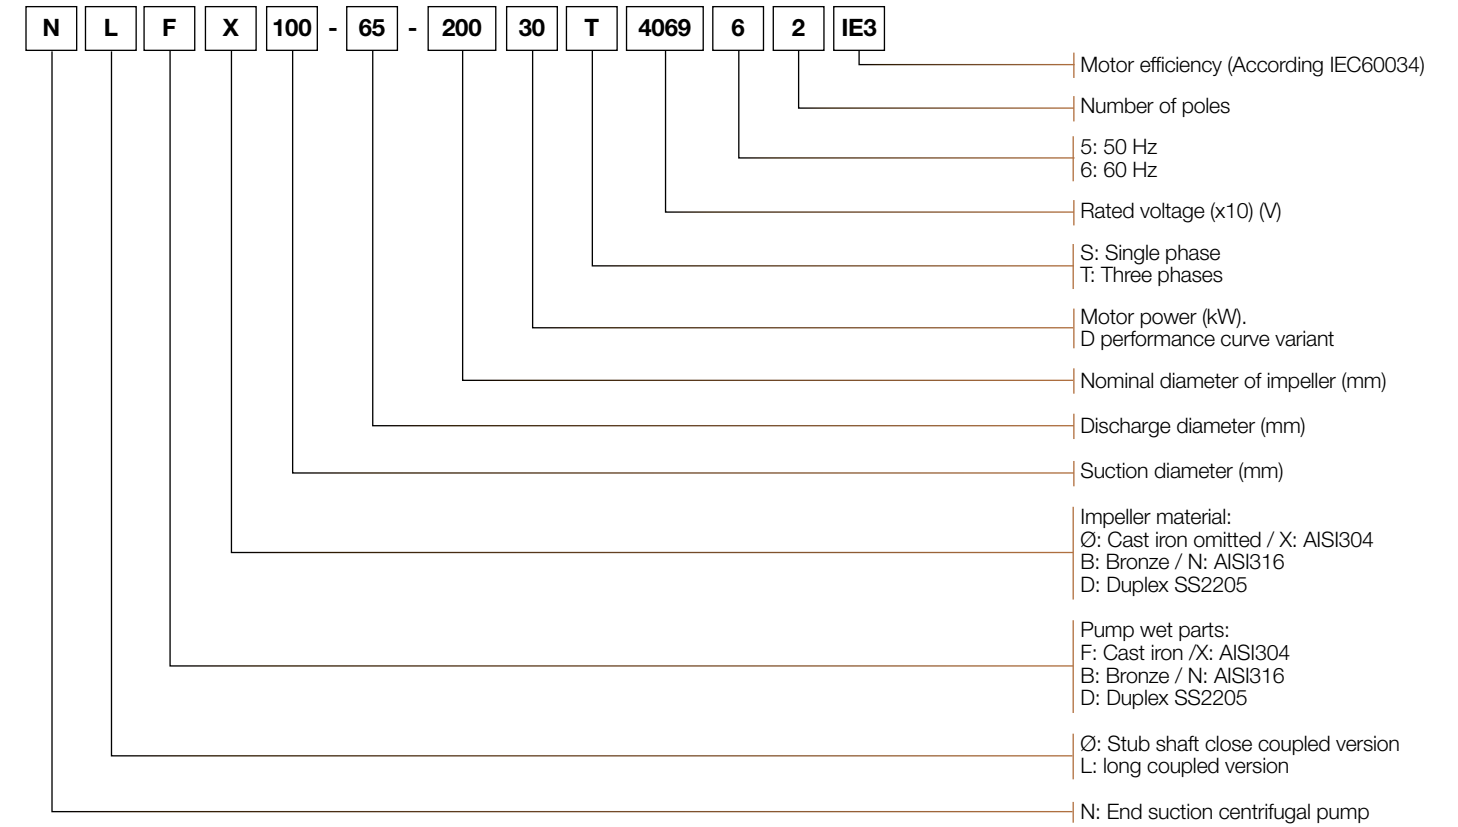 N L F X 100 - 65 - 200 30 T 4069 6 2 IE3
Motor efficiency (According IEC60034)
Number of poles
5: 50 Hz
6: 60 Hz
Rated voltage (x10) (V)
S: Single phase
T: Three phases
Motor power (kW).
D performance curve variant
Nominal diameter of impeller (mm)
Discharge diameter (mm)
Suction diameter (mm)
Impeller material:
Ø: Cast iron omitted / X: AISI304
B: Bronze / N: AISI316
D: Duplex SS2205
Pump wet parts:
F: Cast iron /X: AISI304
B: Bronze / N: AISI316
D: Duplex SS2205
Ø: Stub shaft close coupled version
L: long coupled version
N: End suction centrifugal pump